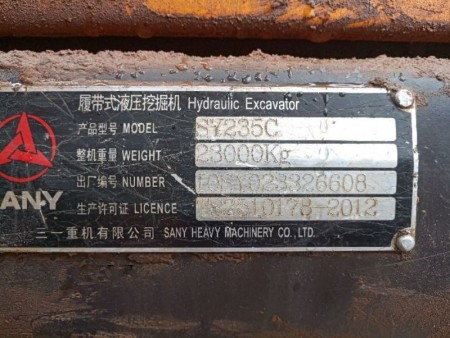 履带式液压挖掘机 Hydraulic Excavator
产品型号 MODEL SY235C
整机重量 WEIGHT 23000Kg
出厂编号 NUMBER
生产许可证 LICENCE
SANY
三一重机有限公司 SANY HEAVY MACHINERY CO.,LTD.